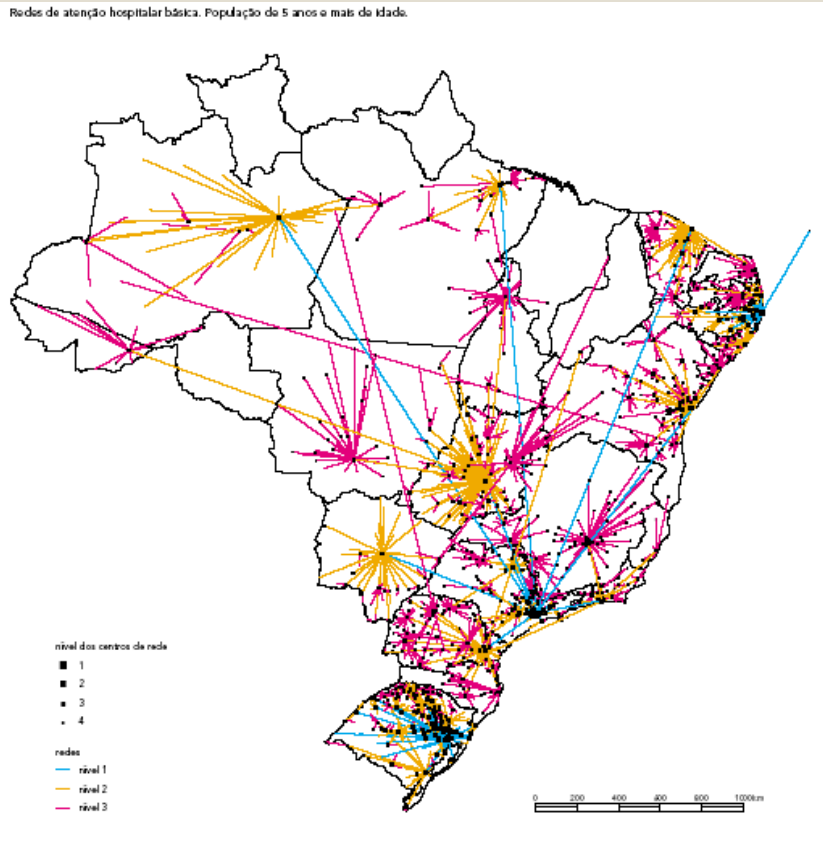 Redes de atenção hospitalar básica. População de 5 anos e mais de idade.
nível dos centros de rede
1
2
3
4
redes
nível 1
nível 2
nível 3
0 200 400 600 800 1000km